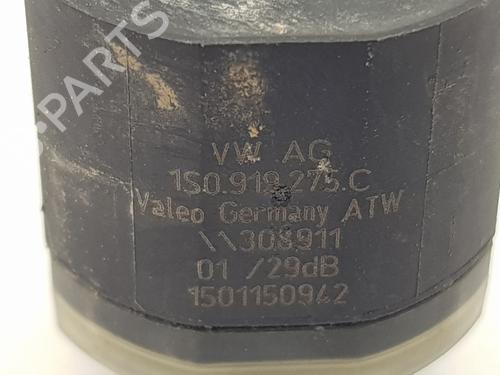 PARTS
VW AG
1S0.919.275.C
Valeo Germany ATW
\\308911
01 /29dB
1501150942